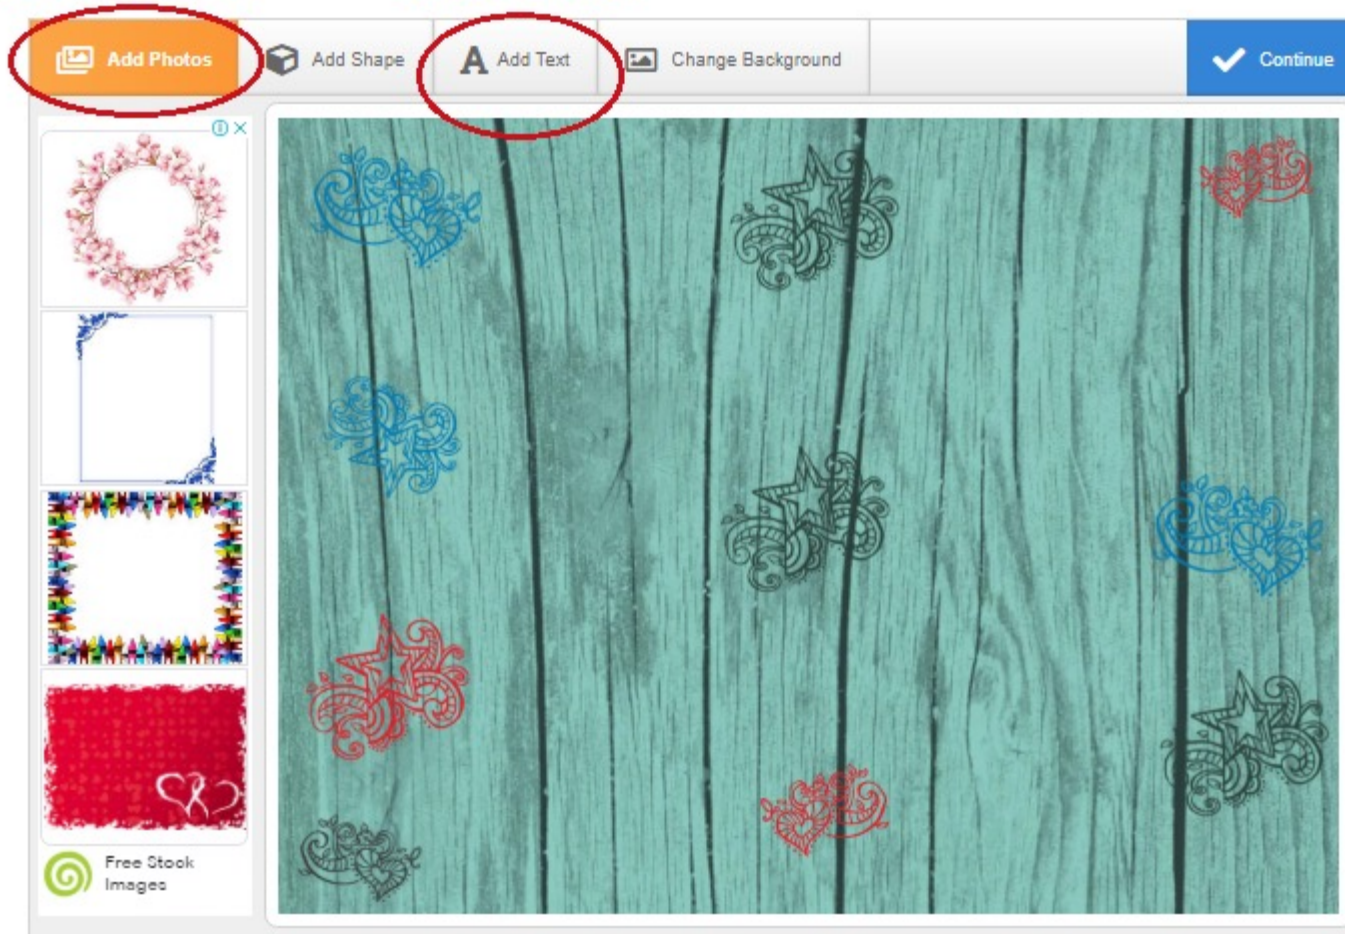 Add Photos
Add Shape
Add Text
Change Background
Continue
Free Stock
Images